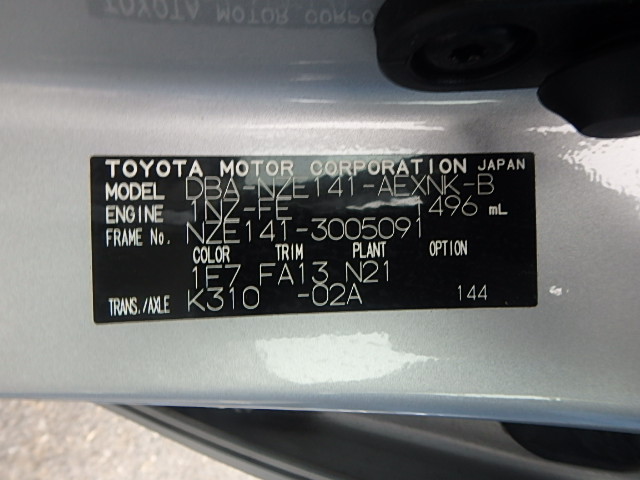 TOYOTA MOTOR CORPORATION JAPAN
MODEL DBA-NZE141-AEXNK-B
ENGINE 1NZ-FE 1496 mL
FRAME No. NZE141-3005091
COLOR TRIM PLANT OPTION
1F7 FA13 N21
TRANS./AXLE K310 -02A 144